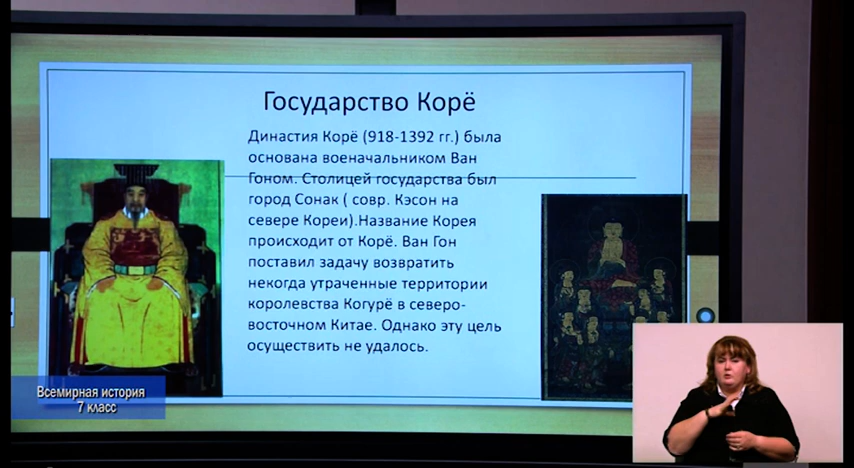 Государство Корё
Династия Корё (918-1392 гг.) была
основана военачальником Ван
Гоном. Столицей государства был
город Сонак ( совр. Кэсон на
севере Кореи).Название Корея
происходит от Корё. Ван Гон
поставил задачу возвратить
некогда утраченные территории
королевства Когурё в северо-
восточном Китае. Однако эту цель
осуществить не удалось.
Всемирная история
7 класс